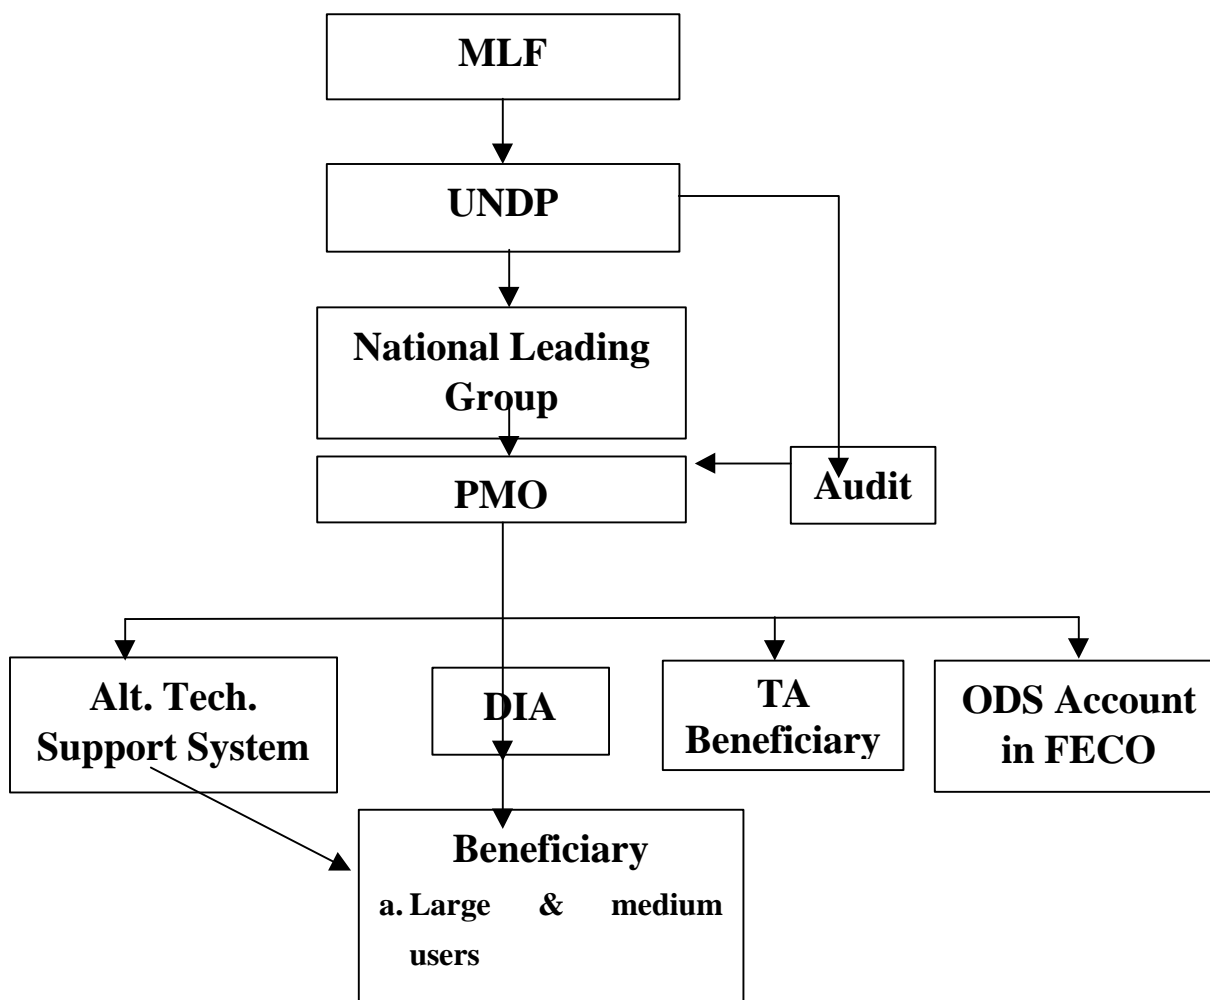 MLF
UNDP
National Leading
Group
PMO
Audit
Alt. Tech.
Support System
DIA
TA
Beneficiary
ODS Account
in FECO
Beneficiary
a. Large & medium
users